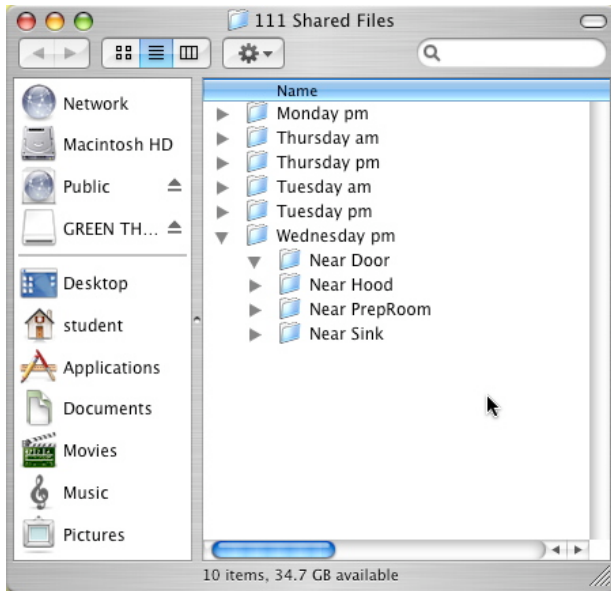 111 Shared Files
Network
Macintosh HD
Public
GREEN TH...
Desktop
student
Applications
Documents
Movies
Music
Pictures
Name
Monday pm
Thursday am
Thursday pm
Tuesday am
Tuesday pm
Wednesday pm
Near Door
Near Hood
Near PrepRoom
Near Sink
10 items, 34.7 GB available